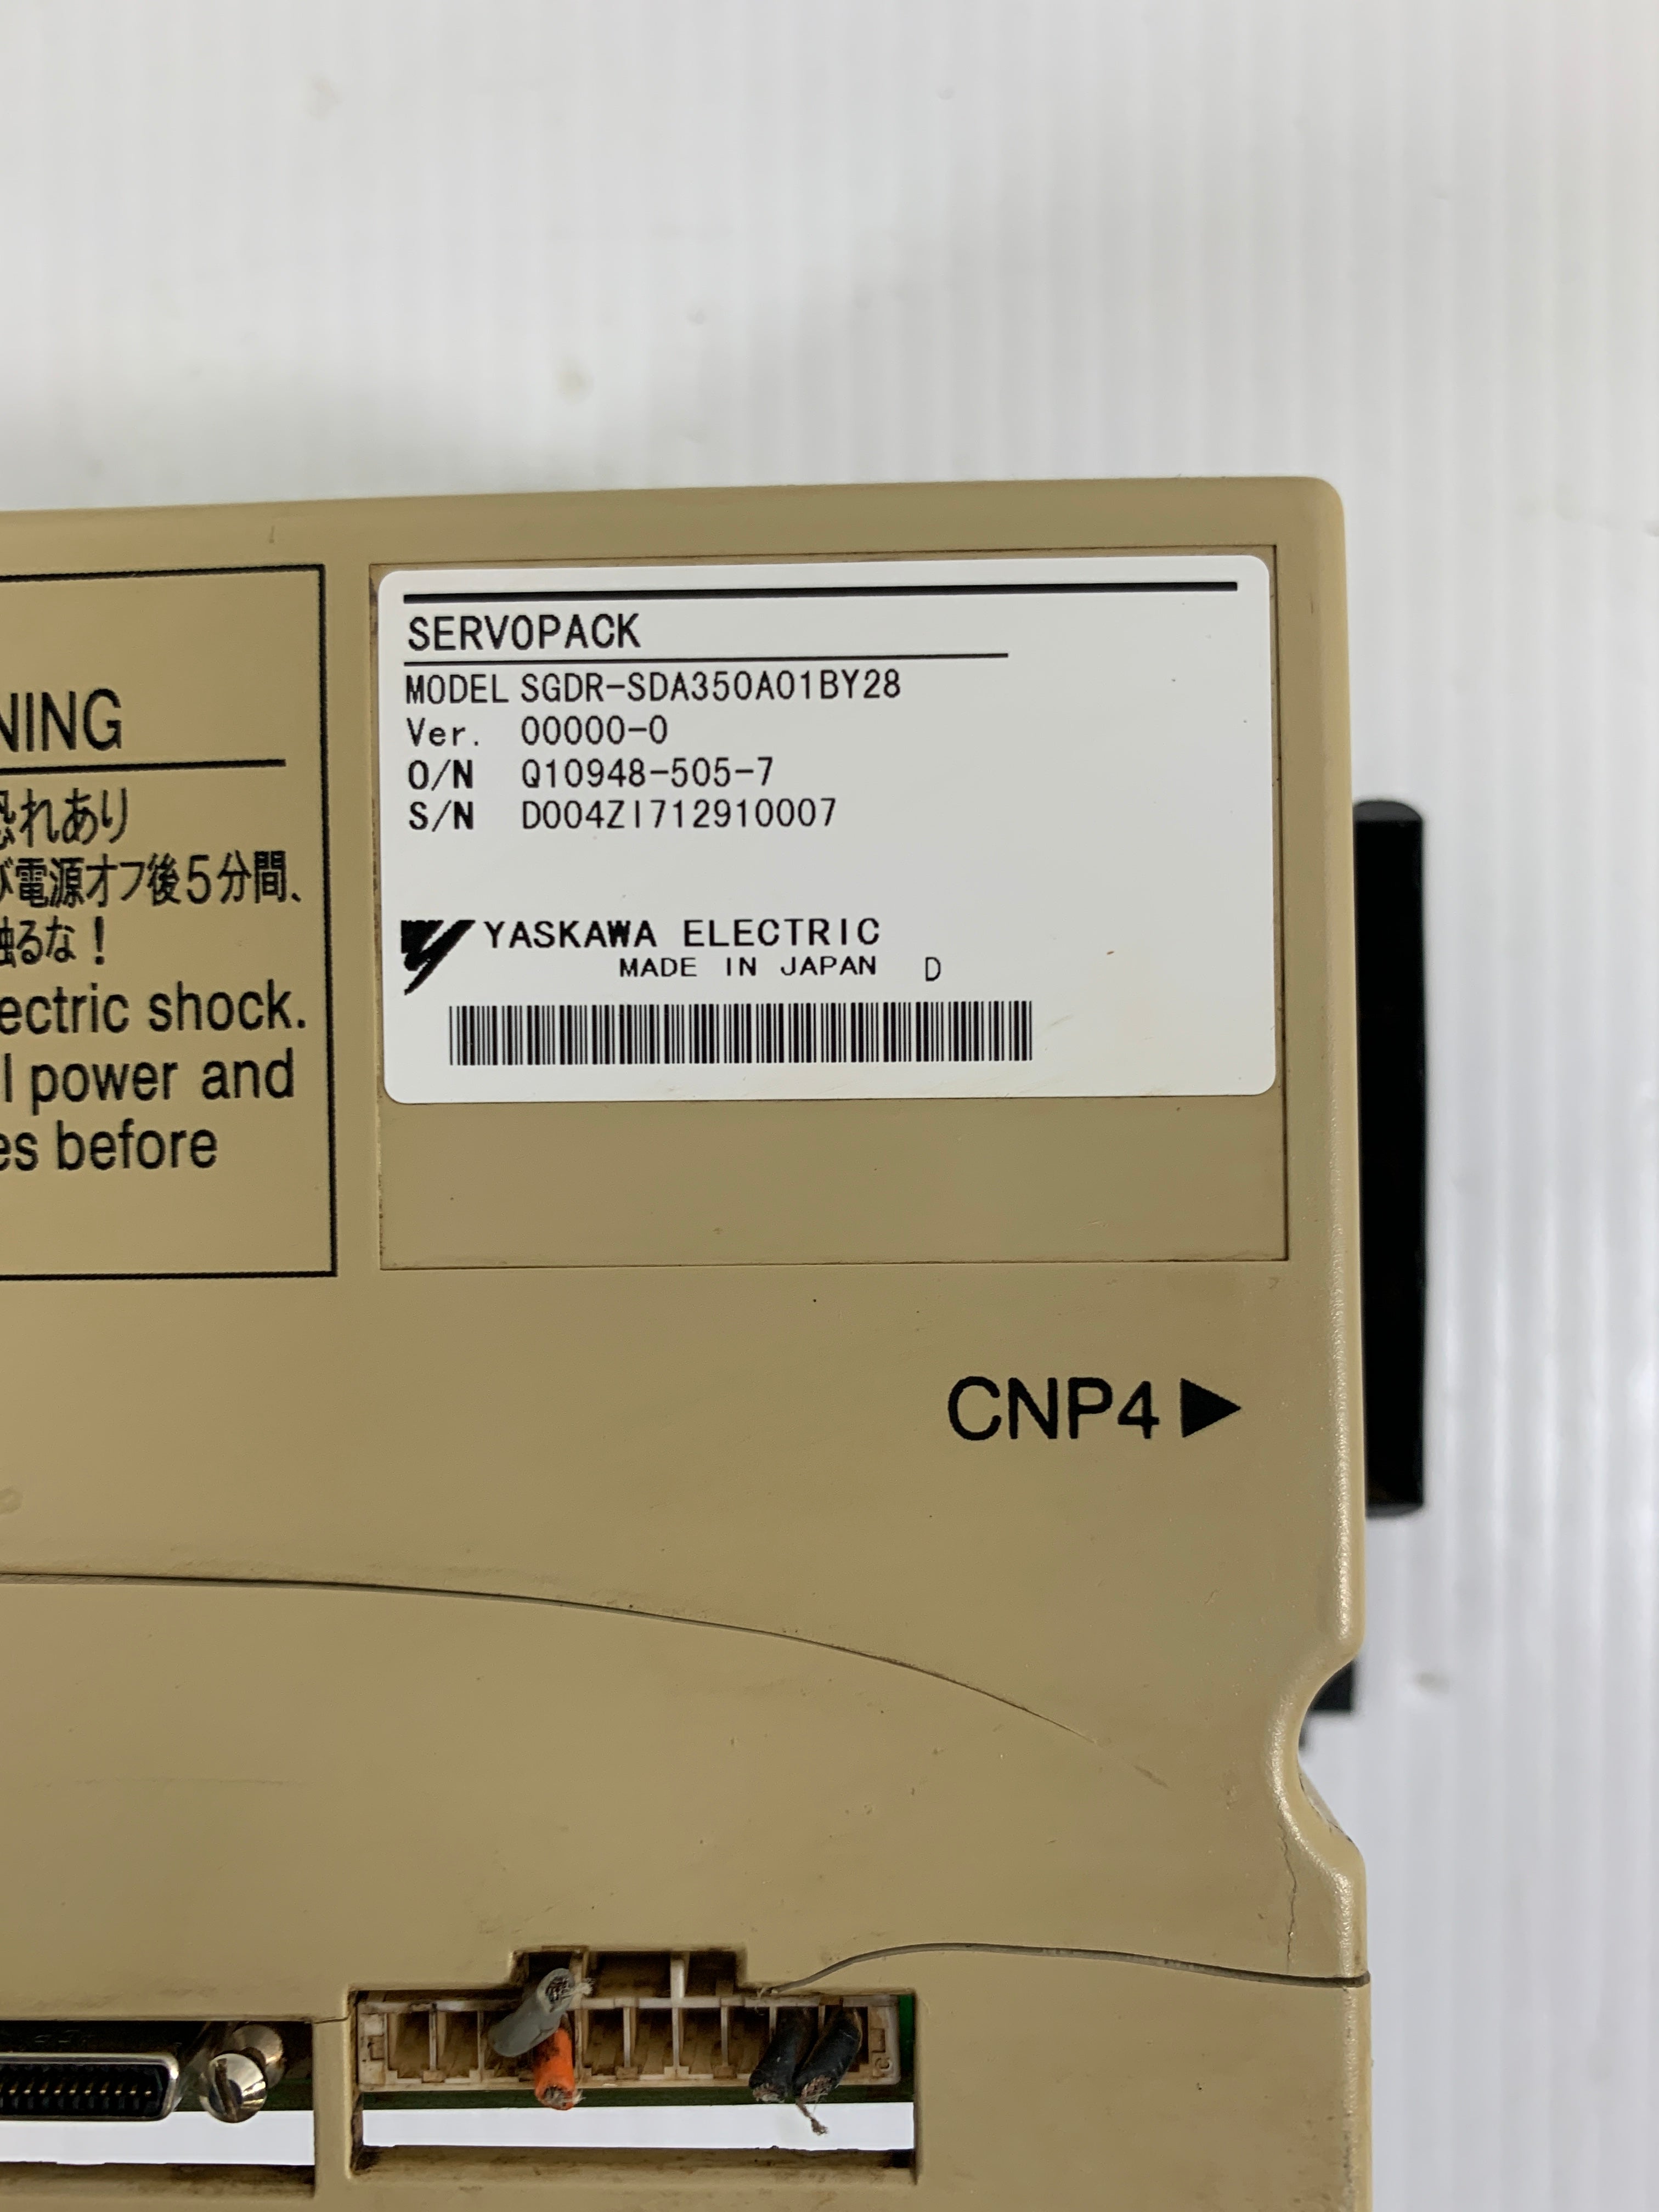 SERVOPACK
MODEL SGDR-SDA350A01BY28
Ver. 00000-0
O/N Q10948-505-7
S/N D004ZI712910007
YASKAWA ELECTRIC
MADE IN JAPAN D
NING
恐れあり
び電源オフ後5分間、
触るな!
ectric shock.
l power and
es before
CNP4